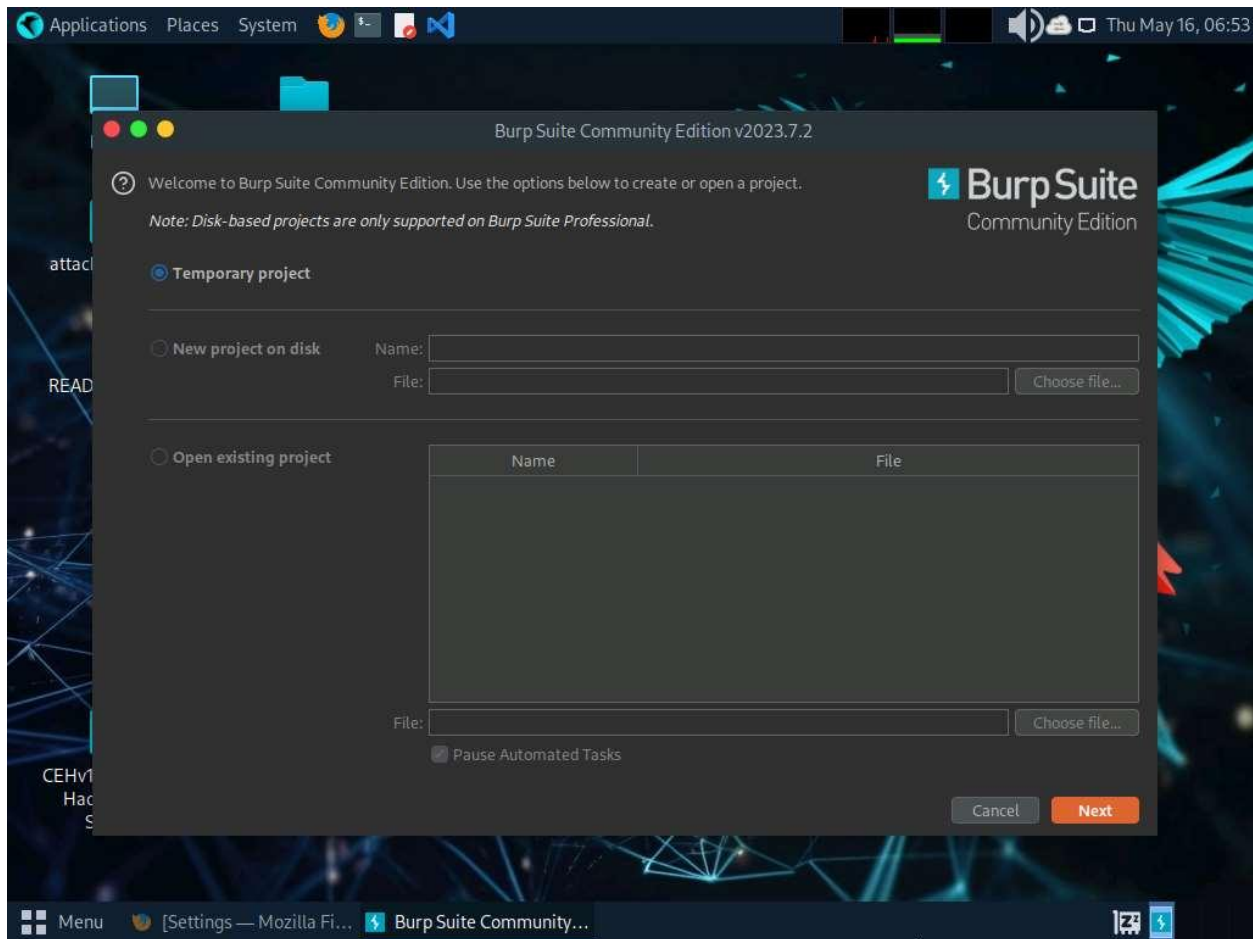 Applications Places System Thu May 16, 06:53
Burp Suite Community Edition v2023.7.2
Welcome to Burp Suite Community Edition. Use the options below to create or open a project.
Note: Disk-based projects are only supported on Burp Suite Professional.
Burp Suite
Community Edition
attac
Temporary project
New project on disk Name:
File: Choose file...
READ
Open existing project Name File
File: Choose file...
Pause Automated Tasks
CEHv1
Hac
S
Cancel Next
Menu [Settings — Mozilla Fi... Burp Suite Community...